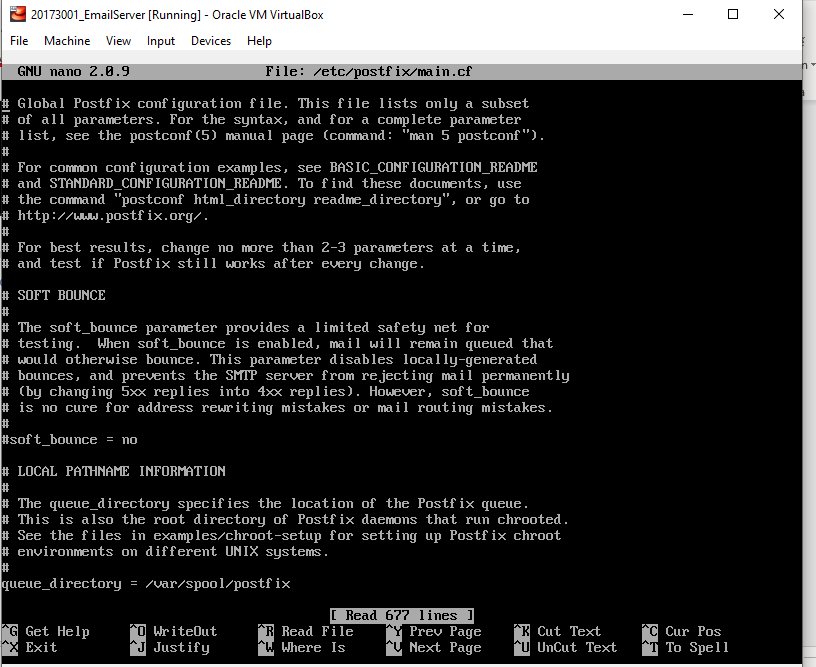 20173001_EmailServer [Running] - Oracle VM VirtualBox
File Machine View Input Devices Help
GNU nano 2.0.9 File: /etc/postfix/main.cf
# Global Postfix configuration file. This file lists only a subset
# of all parameters. For the syntax, and for a complete parameter
# list, see the postconf(5) manual page (command: "man 5 postconf").
#
# For common configuration examples, see BASIC_CONFIGURATION_README
# and STANDARD_CONFIGURATION_README. To find these documents, use
# the command "postconf html_directory readme_directory", or go to
# http://www.postfix.org/.
#
# For best results, change no more than 2-3 parameters at a time,
# and test if Postfix still works after every change.
# SOFT BOUNCE
#
# The soft_bounce parameter provides a limited safety net for
# testing.  When soft_bounce is enabled, mail will remain queued that
# would otherwise bounce. This parameter disables locally-generated
# bounces, and prevents the SMTP server from rejecting mail permanently
# (by changing 5xx replies into 4xx replies). However, soft_bounce
# is no cure for address rewriting mistakes or mail routing mistakes.
#
#soft_bounce = no
# LOCAL PATHNAME INFORMATION
#
# The queue_directory specifies the location of the Postfix queue.
# This is also the root directory of Postfix daemons that run chrooted.
# See the files in examples/chroot-setup for setting up Postfix chroot
# environments on different UNIX systems.
#
queue_directory = /var/spool/postfix
[ Read 677 lines ]
^G Get Help ^O WriteOut ^R Read File ^Y Prev Page ^K Cut Text ^C Cur Pos
^X Exit ^J Justify ^W Where Is ^V Next Page ^U UnCut Text ^T To Spell